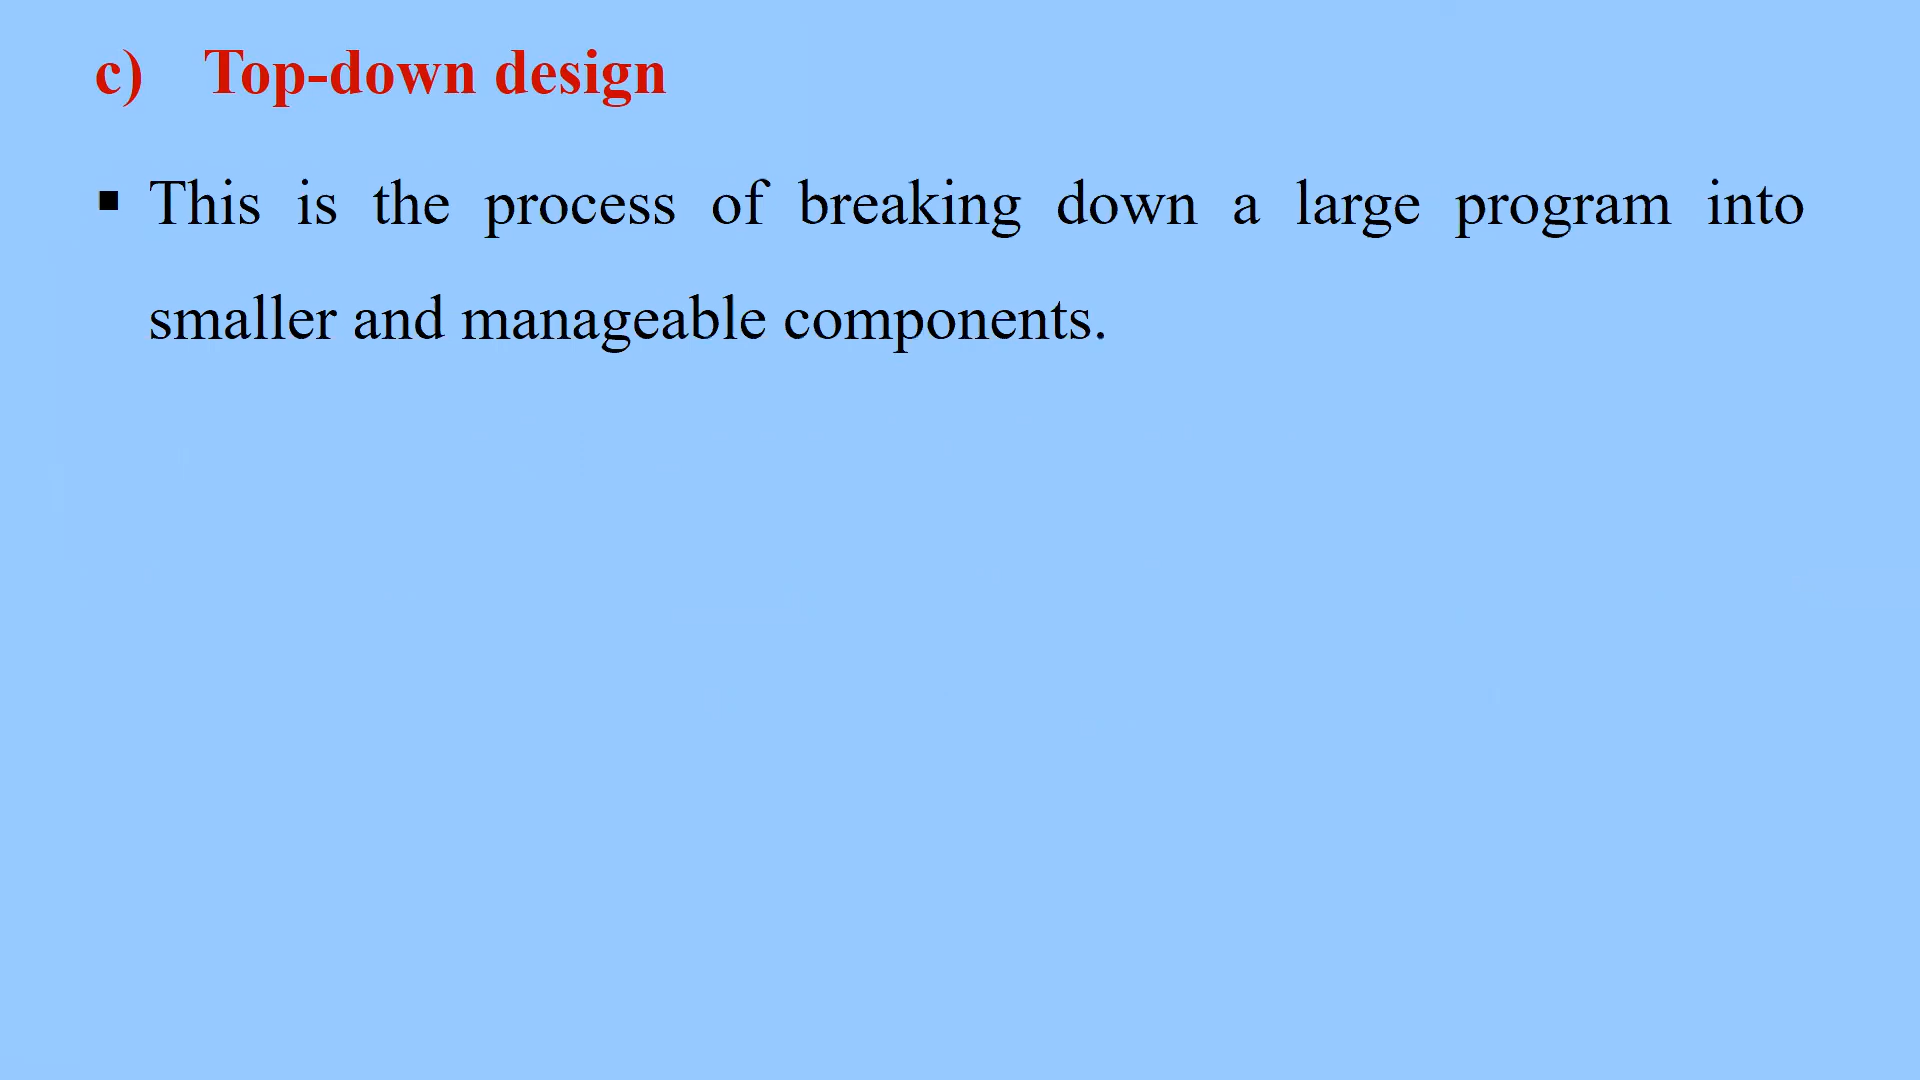 c) Top-down design
▪ This is the process of breaking down a large program into
smaller and manageable components.